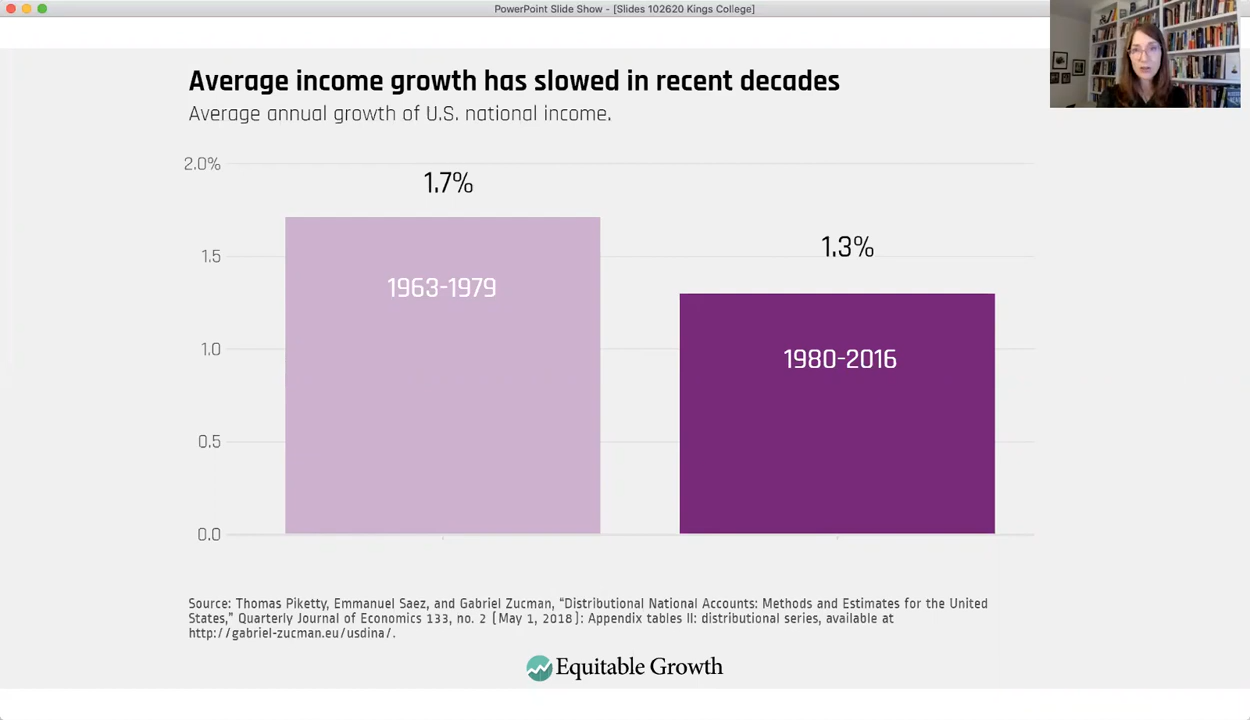 PowerPoint Slide Show - [Slides 102620 Kings College]
Average income growth has slowed in recent decades
Average annual growth of U.S. national income.
2.0%
1.7%
1.5
1.3%
1963-1979
1.0
1980-2016
0.5
0.0
Source: Thomas Piketty, Emmanuel Saez, and Gabriel Zucman, “Distributional National Accounts: Methods and Estimates for the United
States,” Quarterly Journal of Economics 133, no. 2 (May 1, 2018): Appendix tables II: distributional series, available at
http://gabriel-zucman.eu/usdina/.
Equitable Growth